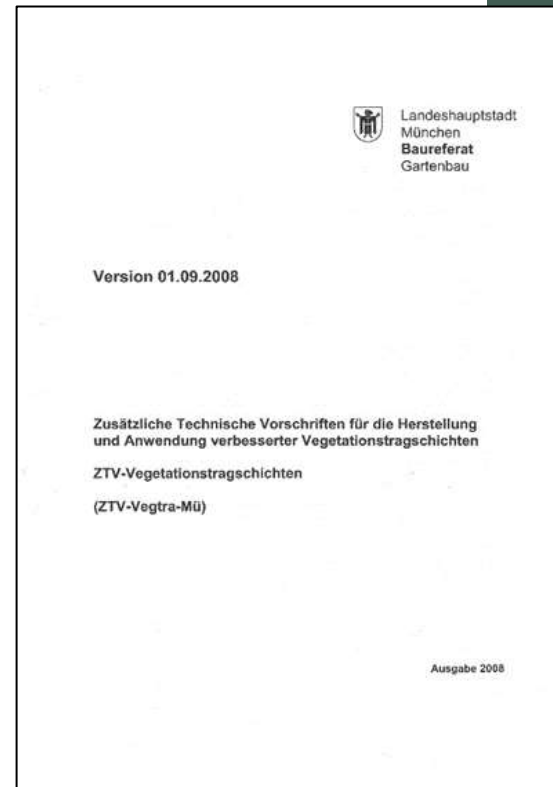 Landeshauptstadt
München
Baureferat
Gartenbau
Version 01.09.2008
Zusätzliche Technische Vorschriften für die Herstellung
und Anwendung verbesserter Vegetationstragschichten
ZTV-Vegetationstragschichten
(ZTV-Vegtra-Mü)
Ausgabe 2008